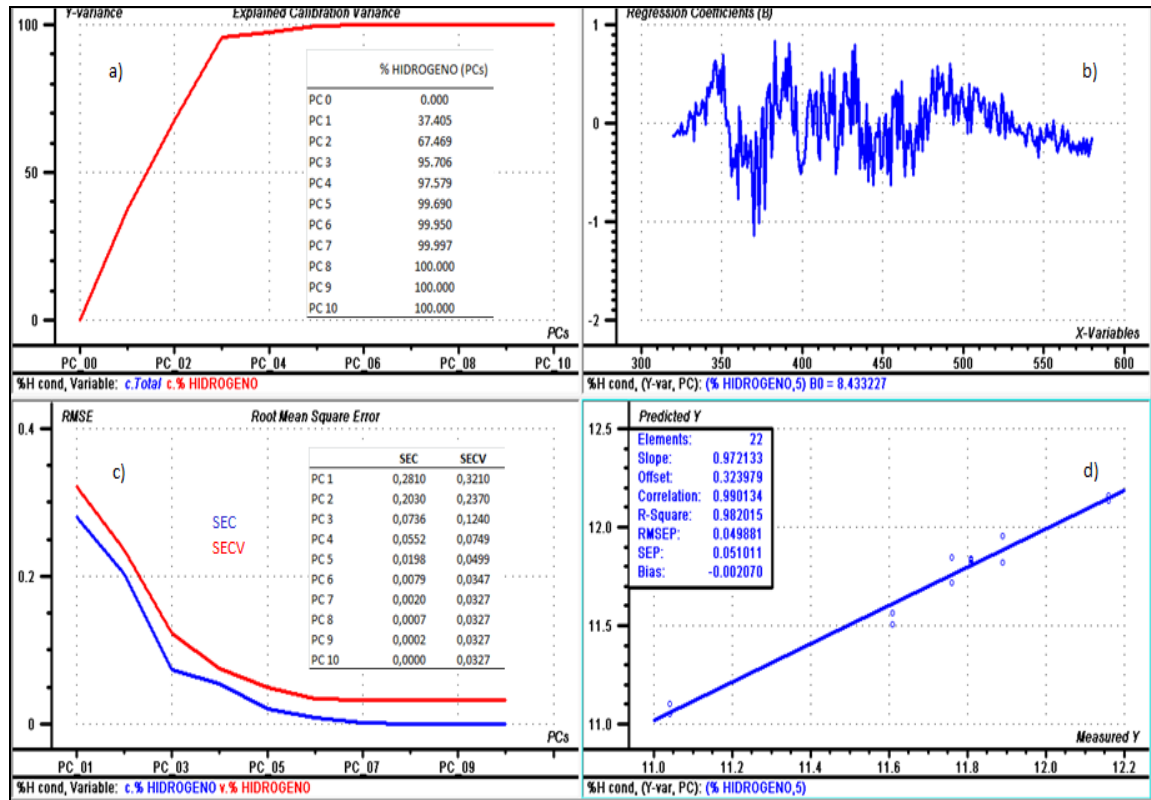 Y-variance Explained Calibration Variance
100
50
0
a)
% HIDROGENO (PCs)
PC 0 0.000
PC 1 37.405
PC 2 67.469
PC 3 95.706
PC 4 97.579
PC 5 99.690
PC 6 99.950
PC 7 99.997
PC 8 100.000
PC 9 100.000
PC 10 100.000
PCs
PC_00 PC_02 PC_04 PC_06 PC_08 PC_10
%H cond, Variable: c.Total c.% HIDROGENO
Regression Coefficients (B)
1
0
-1
-2
b)
X-Variables
300 350 400 450 500 550 600
%H cond, (Y-var, PC): (% HIDROGENO,5) B0 = 8.433227
RMSE Root Mean Square Error
0.4
0.2
0
c)
SEC
SECV
SEC SECV
PC 1 0,2810 0,3210
PC 2 0,2030 0,2370
PC 3 0,0736 0,1240
PC 4 0,0552 0,0749
PC 5 0,0198 0,0499
PC 6 0,0079 0,0347
PC 7 0,0020 0,0327
PC 8 0,0007 0,0327
PC 9 0,0002 0,0327
PC 10 0,0000 0,0327
PCs
PC_01 PC_03 PC_05 PC_07 PC_09
%H cond, Variable: c.% HIDROGENO v.% HIDROGENO
Predicted Y
12.5
12.0
11.5
11.0
Elements: 22
Slope: 0.972133
Offset: 0.323979
Correlation: 0.990134
R-Square: 0.982015
RMSEP: 0.049881
SEP: 0.051011
Bias: -0.002070
d)
Measured Y
11.0 11.2 11.4 11.6 11.8 12.0 12.2
%H cond, (Y-var, PC): (% HIDROGENO,5)